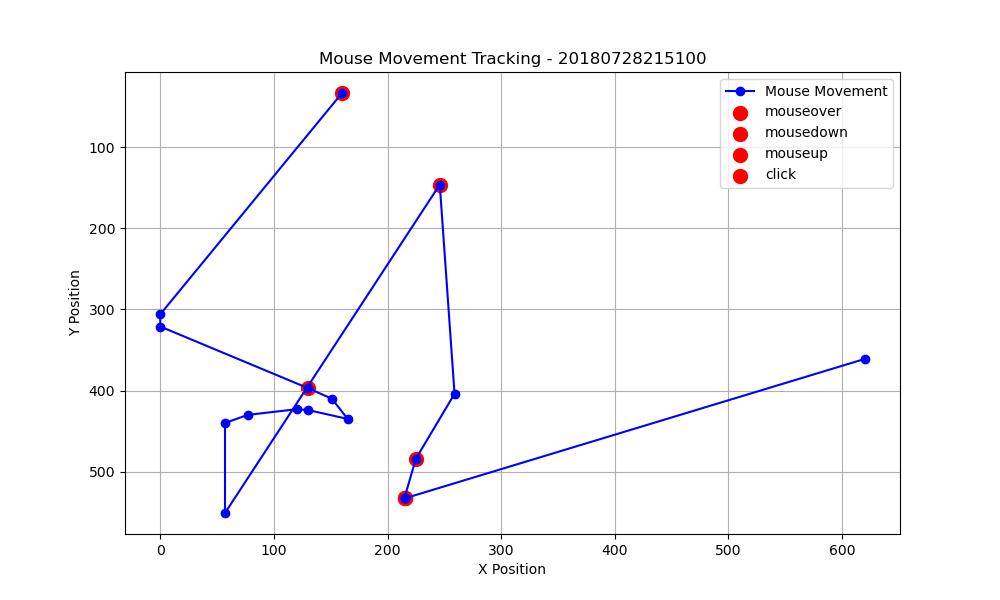 Mouse Movement Tracking - 20180728215100
Mouse Movement
mouseover
mousedown
mouseup
click
100
200
300
400
500
Y Position
0 100 200 300 400 500 600
X Position